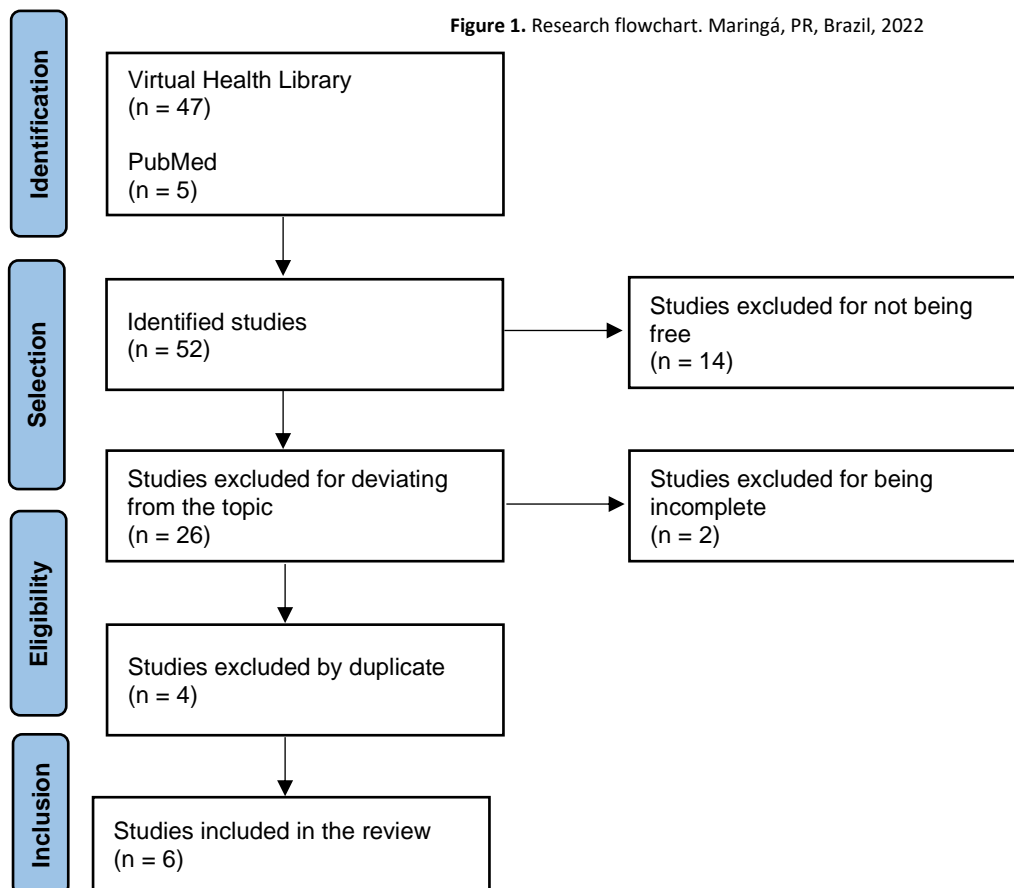 Figure 1. Research flowchart. Maringá, PR, Brazil, 2022
Identification
Virtual Health Library
(n = 47)
PubMed
(n = 5)
Selection
Identified studies
(n = 52)
Studies excluded for not being
free
(n = 14)
Studies excluded for deviating
from the topic
(n = 26)
Studies excluded for being
incomplete
(n = 2)
Eligibility
Studies excluded by duplicate
(n = 4)
Inclusion
Studies included in the review
(n = 6)